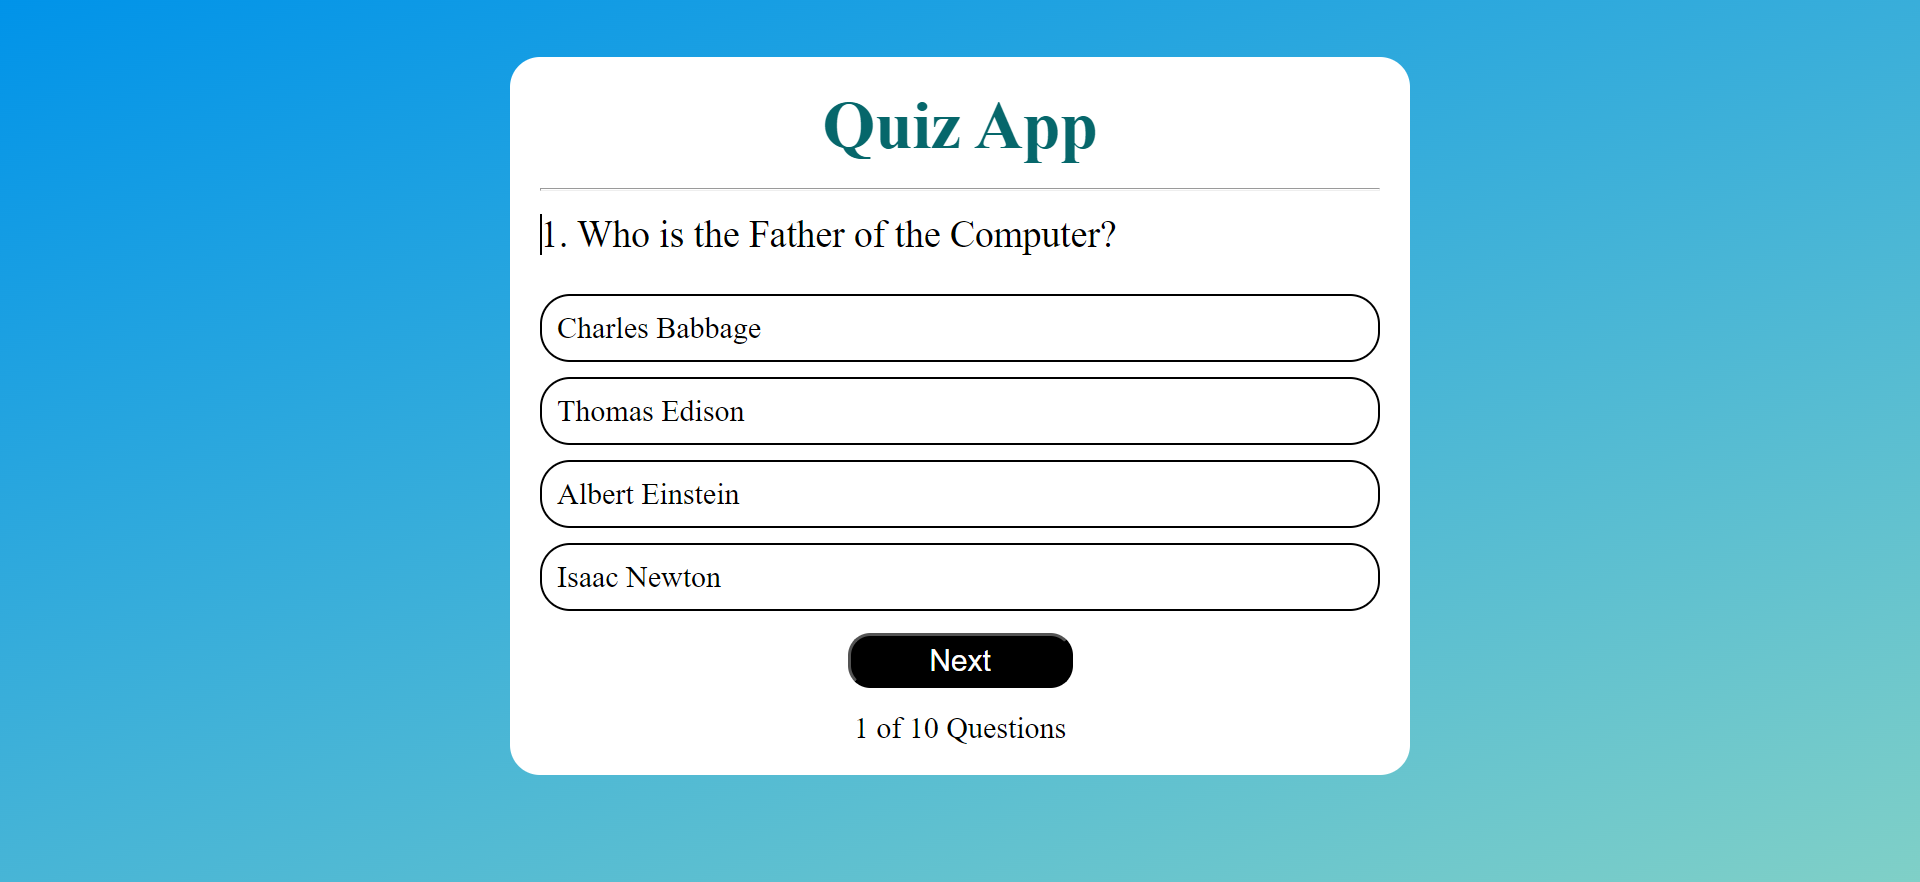 Quiz App
1. Who is the Father of the Computer?
Charles Babbage
Thomas Edison
Albert Einstein
Isaac Newton
Next
1 of 10 Questions